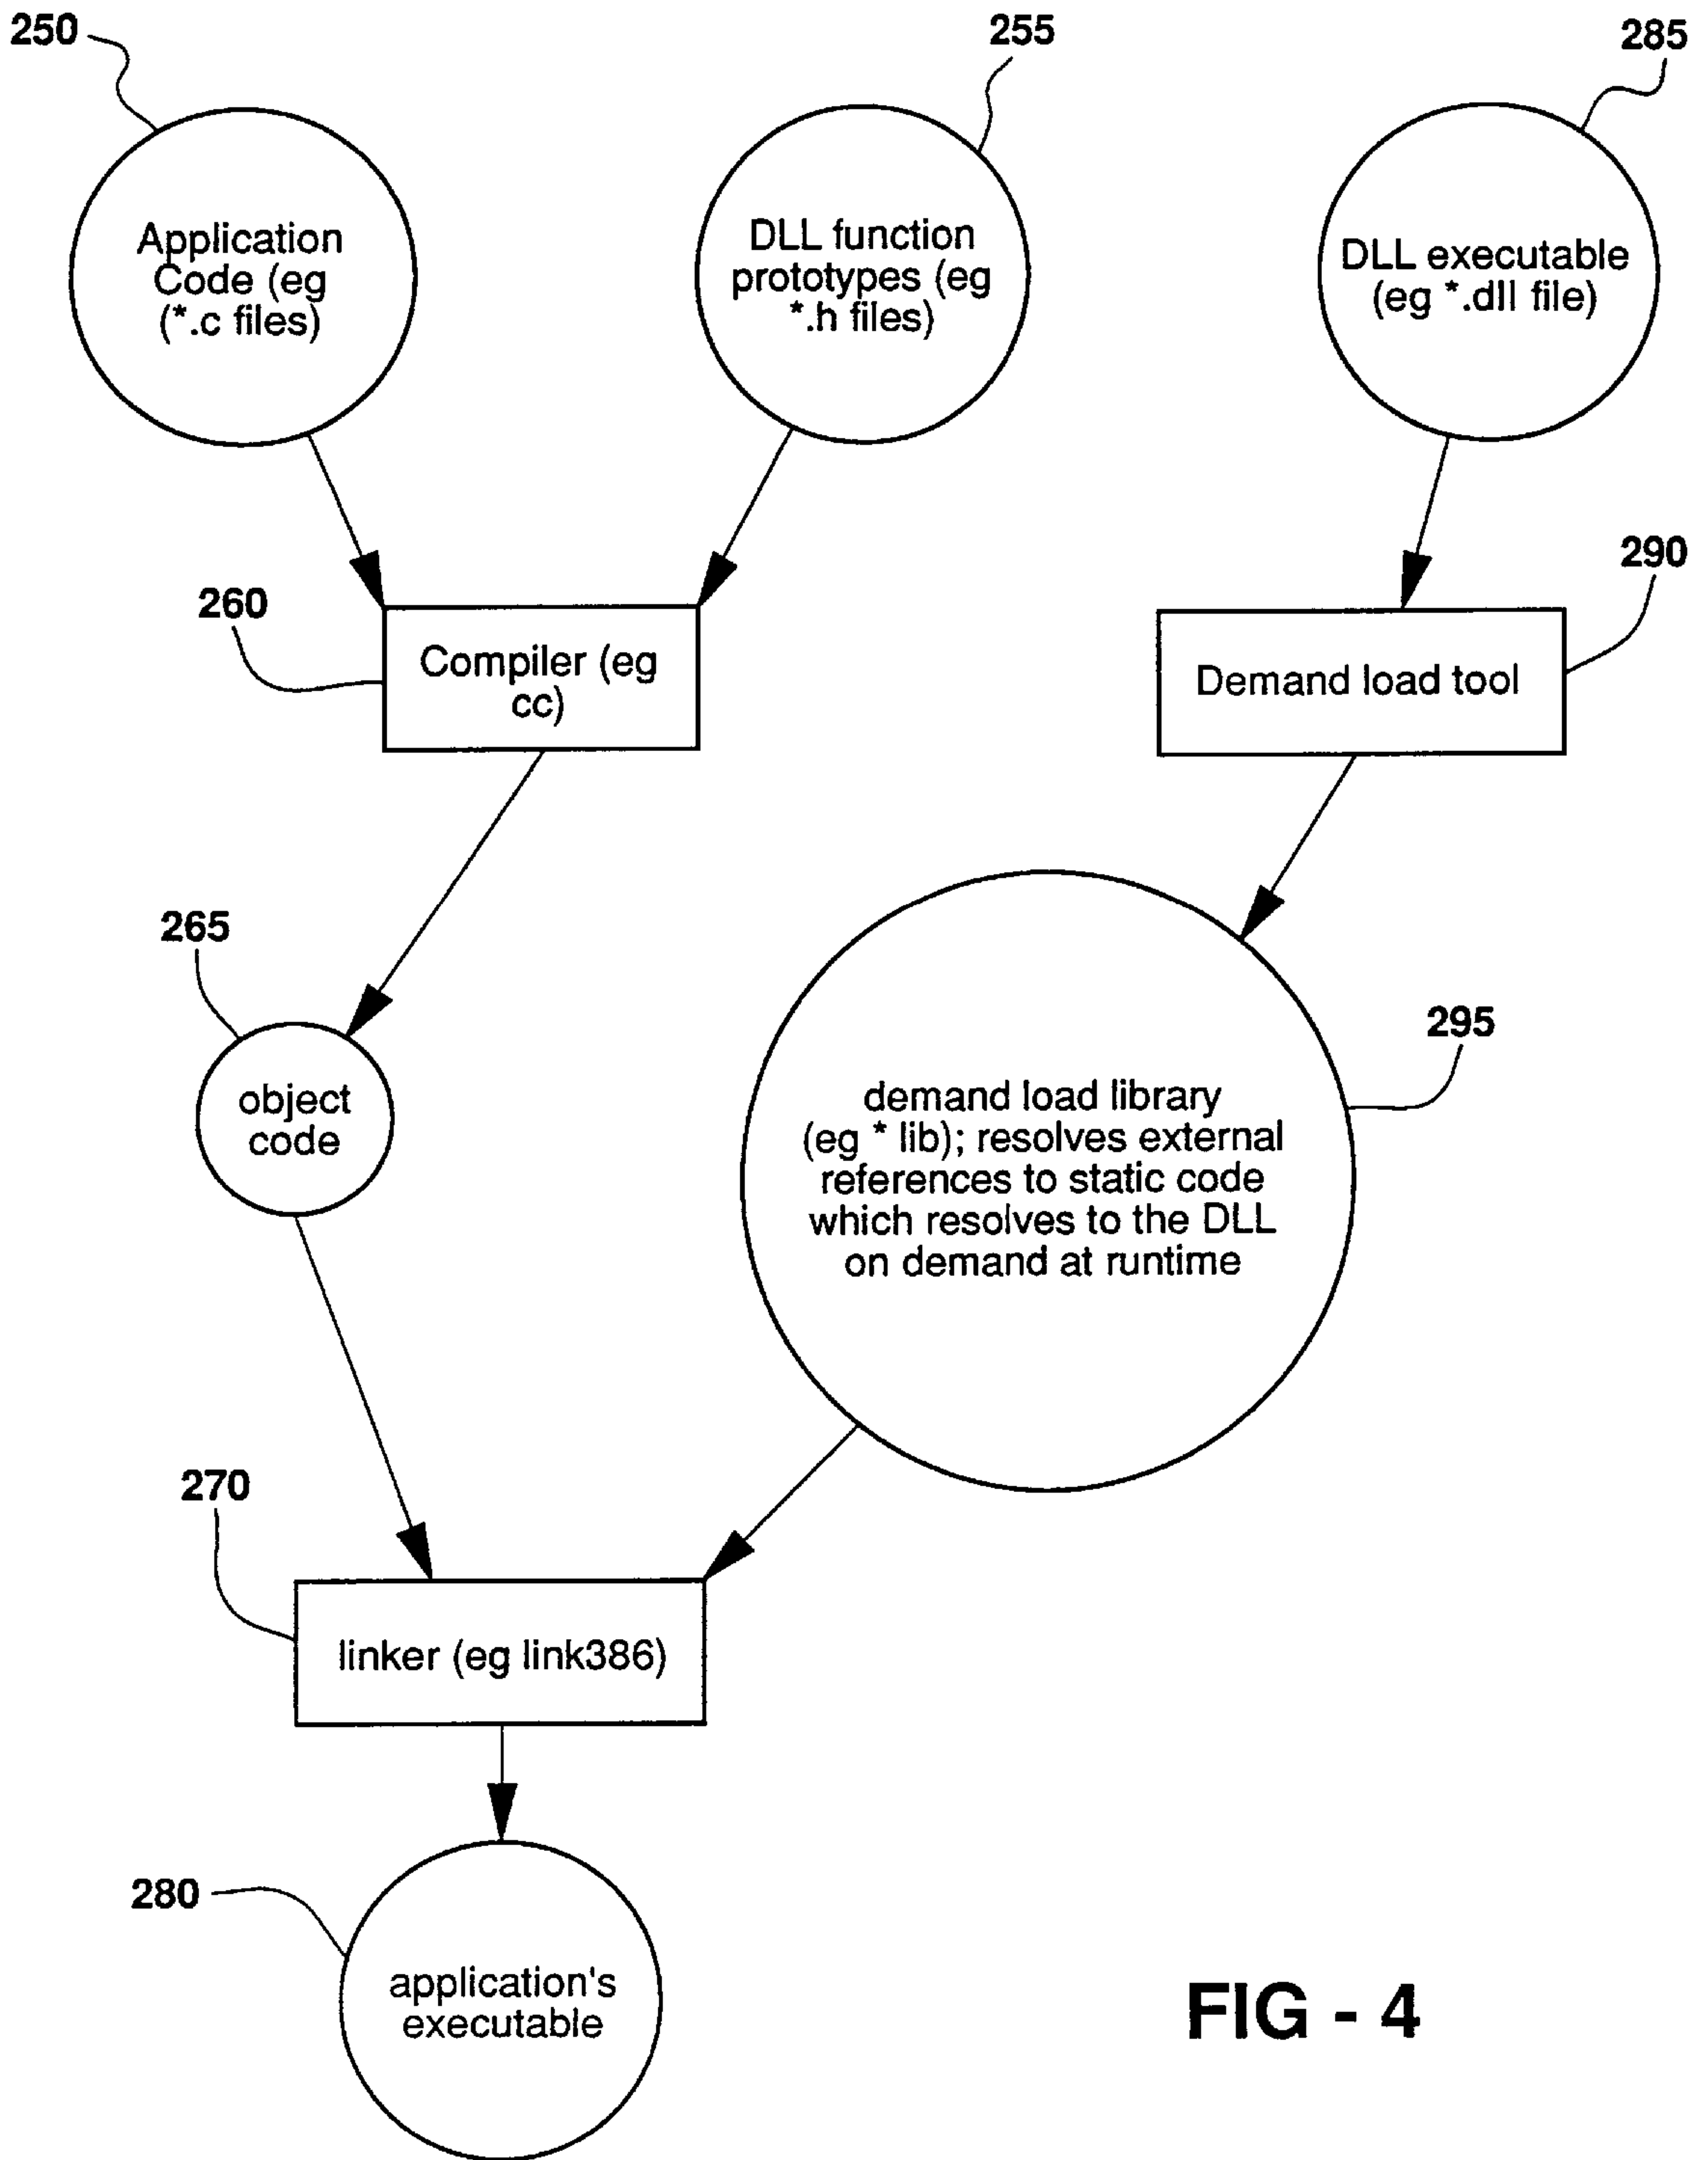 250
255
285
Application
Code (eg
(*.c files)
DLL function
prototypes (eg
*.h files)
DLL executable
(eg *.dll file)
290
260
Compiler (eg
cc)
Demand load tool
265
295
object
code
demand load library
(eg * lib); resolves external
references to static code
which resolves to the DLL
on demand at runtime
270
linker (eg link386)
280
application's
executable
FIG - 4